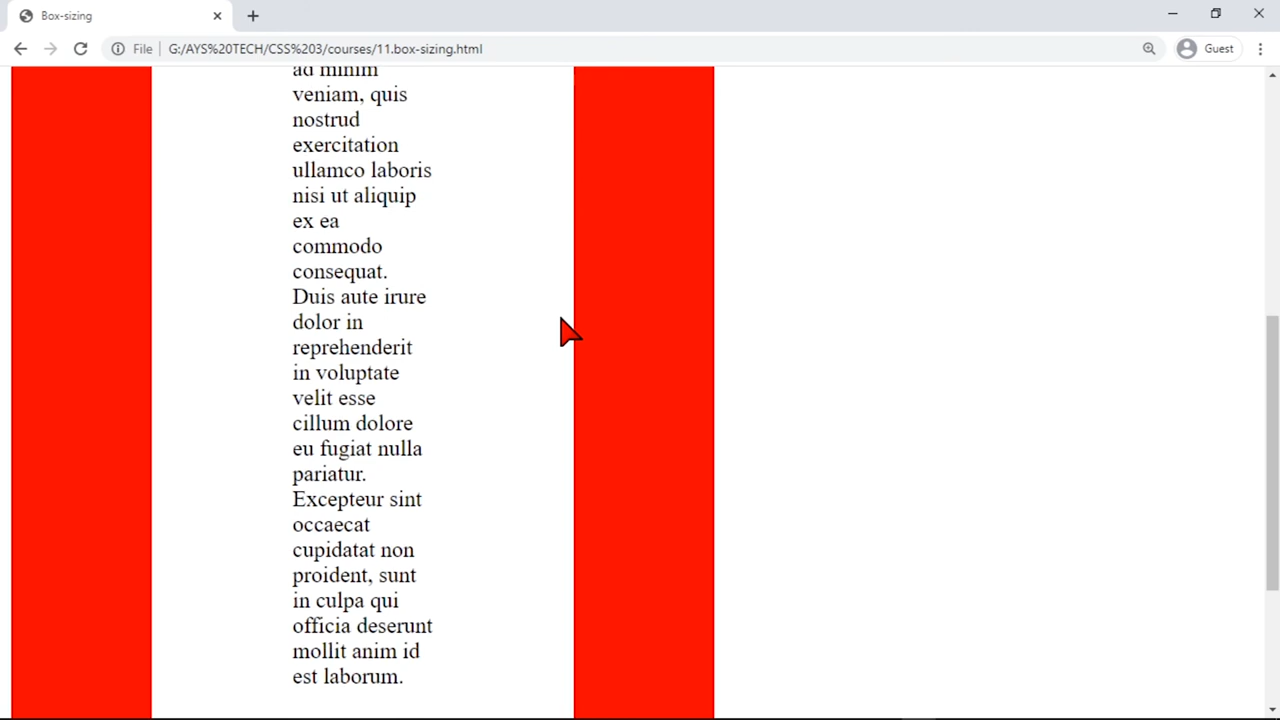 Box-sizing
File
G:/AYS%20TECH/CSS%203/courses/11.box-sizing.html
Guest
ad minim
veniam, quis
nostrud
exercitation
ullamco laboris
nisi ut aliquip
ex ea
commodo
consequat.
Duis aute irure
dolor in
reprehenderit
in voluptate
velit esse
cillum dolore
eu fugiat nulla
pariatur.
Excepteur sint
occaecat
cupidatat non
proident, sunt
in culpa qui
officia deserunt
mollit anim id
est laborum.